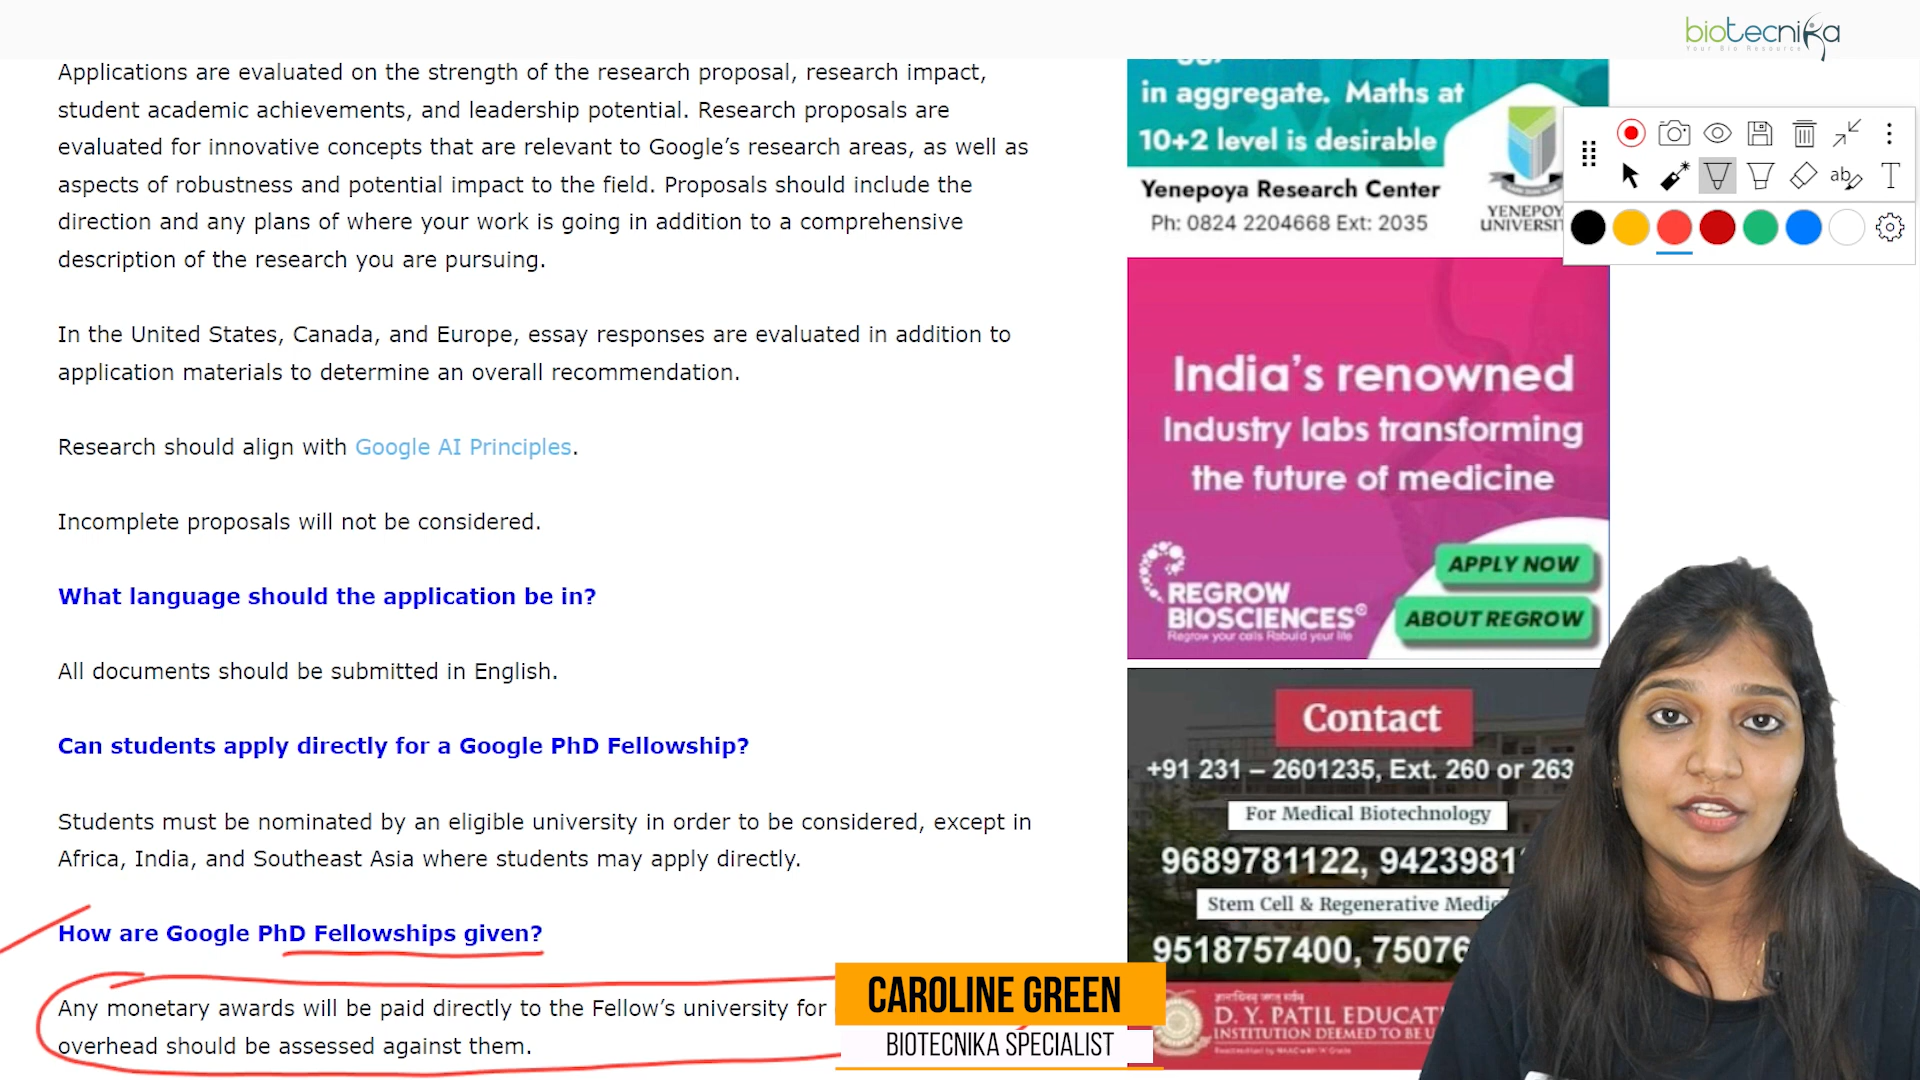 biotecnika
Your Bio Resource
Applications are evaluated on the strength of the research proposal, research impact,
student academic achievements, and leadership potential. Research proposals are
evaluated for innovative concepts that are relevant to Google’s research areas, as well as
aspects of robustness and potential impact to the field. Proposals should include the
direction and any plans of where your work is going in addition to a comprehensive
description of the research you are pursuing.
In the United States, Canada, and Europe, essay responses are evaluated in addition to
application materials to determine an overall recommendation.
Research should align with Google AI Principles.
Incomplete proposals will not be considered.
What language should the application be in?
All documents should be submitted in English.
Can students apply directly for a Google PhD Fellowship?
Students must be nominated by an eligible university in order to be considered, except in
Africa, India, and Southeast Asia where students may apply directly.
How are Google PhD Fellowships given?
Any monetary awards will be paid directly to the Fellow’s university for
overhead should be assessed against them.
in aggregate. Maths at
10+2 level is desirable
Yenepoya Research Center
Ph: 0824 2204668 Ext: 2035
YENEPOY
UNIVERSIT
ab
T
India’s renowned
Industry labs transforming
the future of medicine
REGROW
BIOSCIENCES®
Regrow your cells Rebuild your life
APPLY NOW
ABOUT REGROW
Contact
+91 231 – 2601235, Ext. 260 or 263
For Medical Biotechnology
9689781122, 9423981
Stem Cell & Regenerative Medic
9518757400, 75076
D. Y. PATIL EDUCAT
INSTITUTION DEEMED TO BE U
CAROLINE GREEN
BIOTECNIKA SPECIALIST